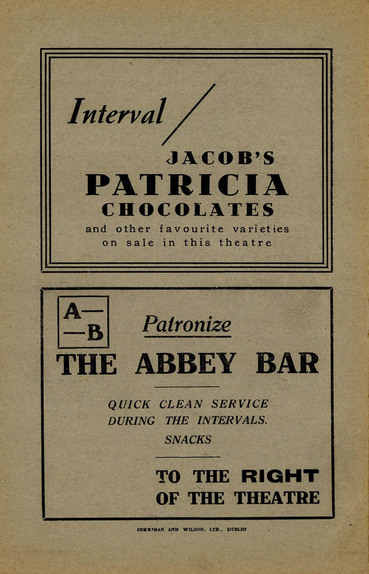 Interval
JACOB'S
PATRICIA
CHOCOLATES
and other favourite varieties
on sale in this theatre
A—
—B
Patronize
THE ABBEY BAR
QUICK CLEAN SERVICE
DURING THE INTERVALS.
SNACKS
TO THE RIGHT
OF THE THEATRE
CORRIGAN AND WILSON, LTD., DUBLIN